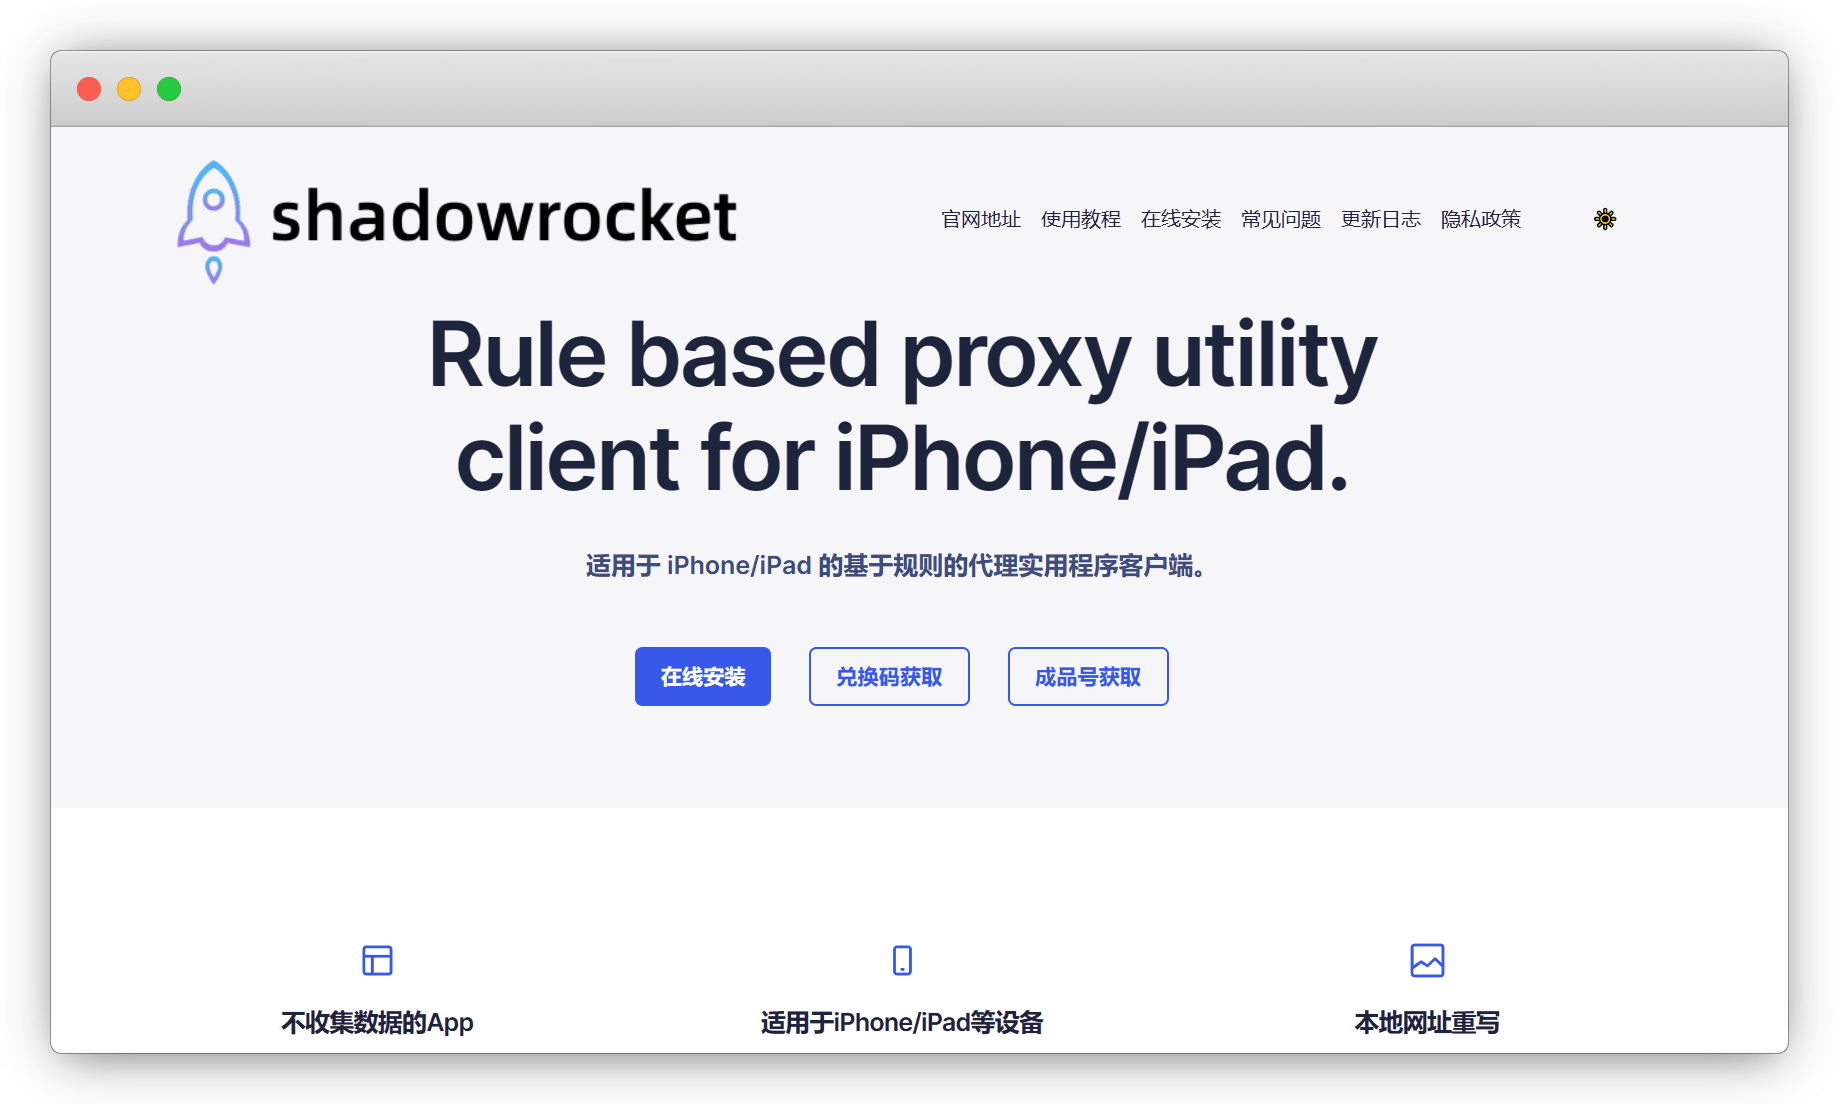 shadowrocket
官网地址 使用教程 在线安装 常见问题 更新日志 隐私政策
Rule based proxy utility
client for iPhone/iPad.
适用于 iPhone/iPad 的基于规则的代理实用程序客户端。
在线安装 兑换码获取 成品号获取
不收集数据的App 适用于iPhone/iPad等设备 本地网址重写